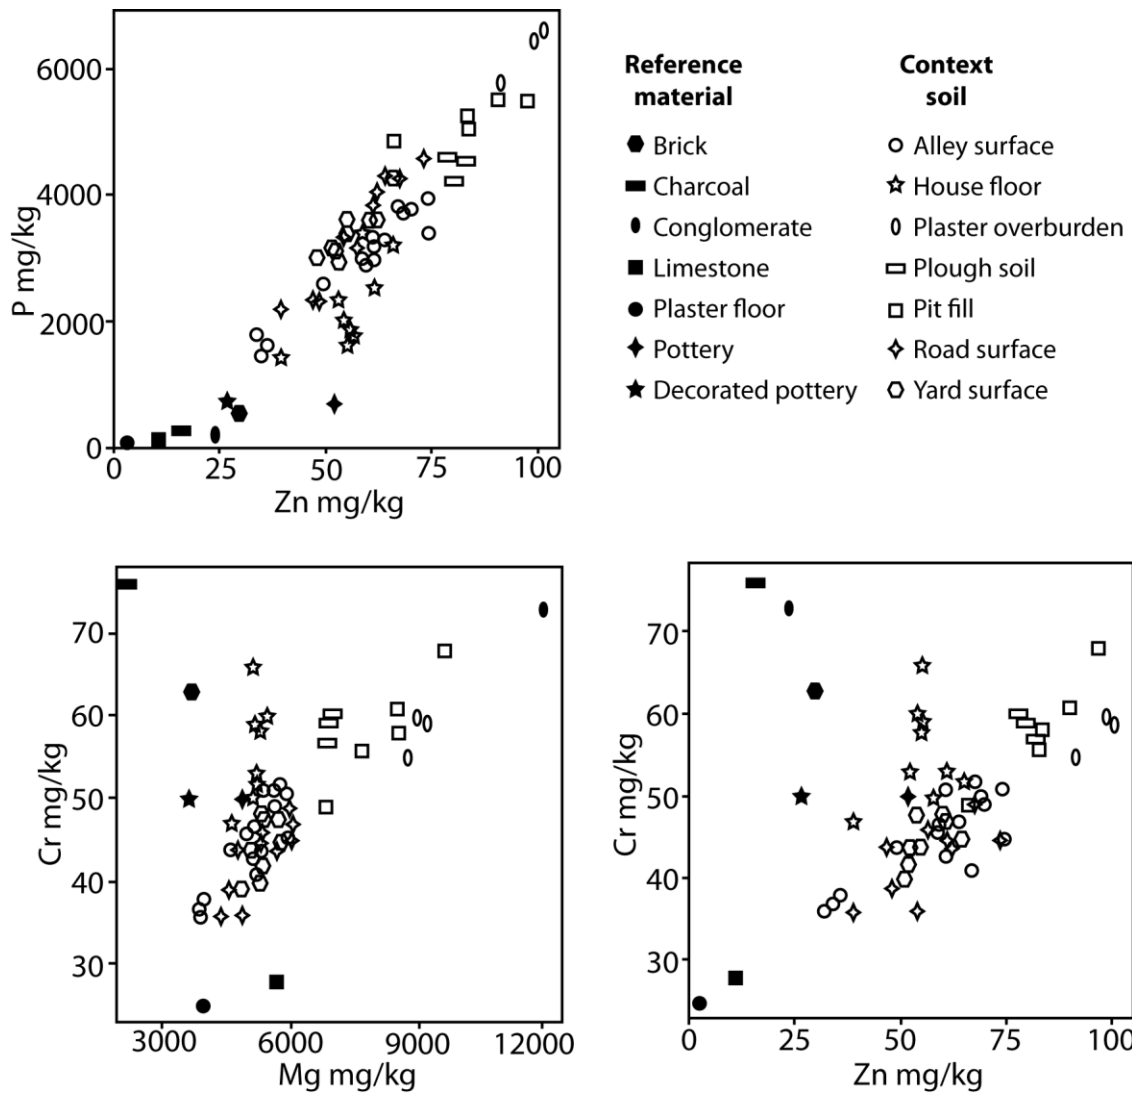 P mg/kg
6000
4000
2000
0
0 25 50 75 100
Zn mg/kg
Reference
material
Brick
Charcoal
Conglomerate
Limestone
Plaster floor
Pottery
Decorated pottery
Context
soil
Alley surface
House floor
Plaster overburden
Plough soil
Pit fill
Road surface
Yard surface
Cr mg/kg
70
60
50
40
30
3000 6000 9000 12000
Mg mg/kg
Cr mg/kg
70
60
50
40
30
0 25 50 75 100
Zn mg/kg